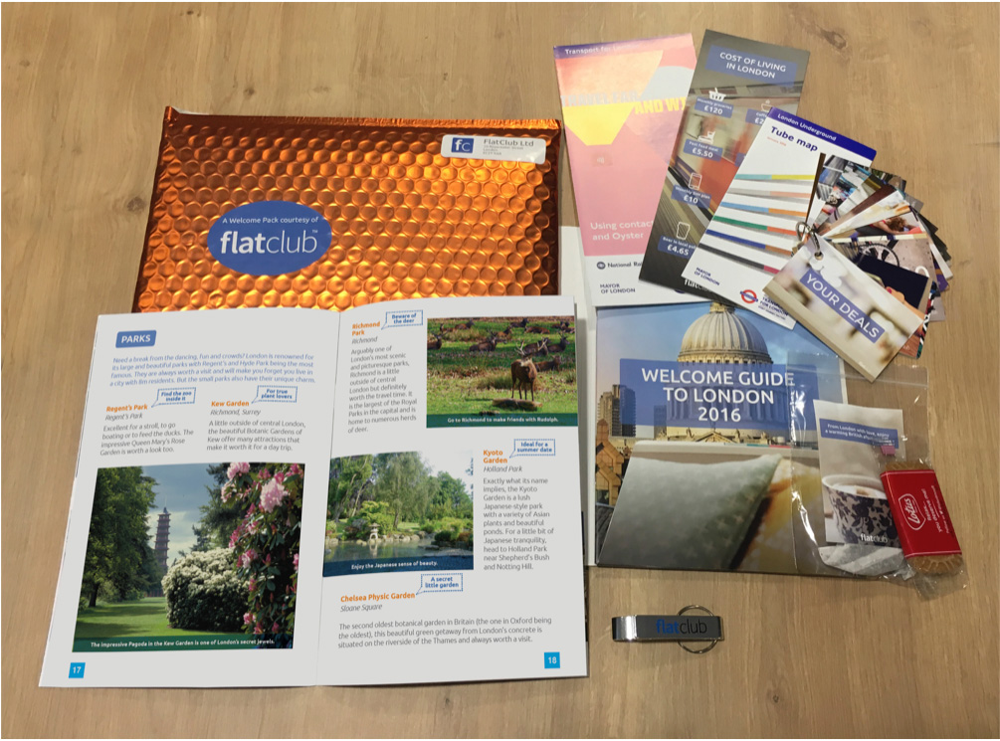 fc FlatClub Ltd
A Welcome Pack courtesy of
flatclub™
Transport for
AND W
Using contac
and Oyster
National Ra
MAYOR
OF LONDON
COST OF LIVING
IN LONDON
Monthly groceries
£120
Fast food meal
£5.50
£10
£4.65
flat
London Underground
Tube map
MAYOR
OF LONDON
YOUR DEALS
WELCOME GUIDE
TO LONDON
2016
From London with love, enjoy
a warming British
flatclub
Lotus
flatclub
PARKS
Need a break from the dancing, fun and crowds? London is renowned for
its large and beautiful parks with Regent's and Hyde Park being the most
famous. They are always worth a visit and will make you forget you live in
a city with 8m residents. But the small parks also have their unique charms.
Regent's Park
Find the zoo
inside it
Regent's Park
Excellent for a stroll, to go
boating or to feed the ducks. The
impressive Queen Mary's Rose
Garden is worth a look too.
Kew Garden
For true
plant lovers
Richmond, Surrey
A little outside of central London,
the beautiful Botanic Gardens of
Kew offer many attractions that
make it worth it for a day trip.
The impressive Pagoda in the Kew Garden is one of London's secret jewels.
17
Richmond
Park
Beware of
the deer
Richmond
Arguably one of
London's most scenic
and picturesque parks,
Richmond is a little
outside of central
London but definitely
worth the travel time. It
is the largest of the Royal
Parks in the capital and is
home to numerous herds
of deer.
Go to Richmond to make friends with Rudolph.
Kyoto
Garden
Ideal for a
summer date
Holland Park
Exactly what its name
implies, the Kyoto
Garden is a lush
Japanese-style park
with a variety of Asian
plants and beautiful
ponds. For a little bit of
Japanese tranquility,
head to Holland Park
near Shepherd's Bush
and Notting Hill.
Enjoy the Japanese sense of beauty.
Chelsea Physic Garden
A secret
little garden
Sloane Square
The second oldest botanical garden in Britain (the one in Oxford being
the oldest), this beautiful green getaway from London's concrete is
situated on the riverside of the Thames and always worth a visit.
18